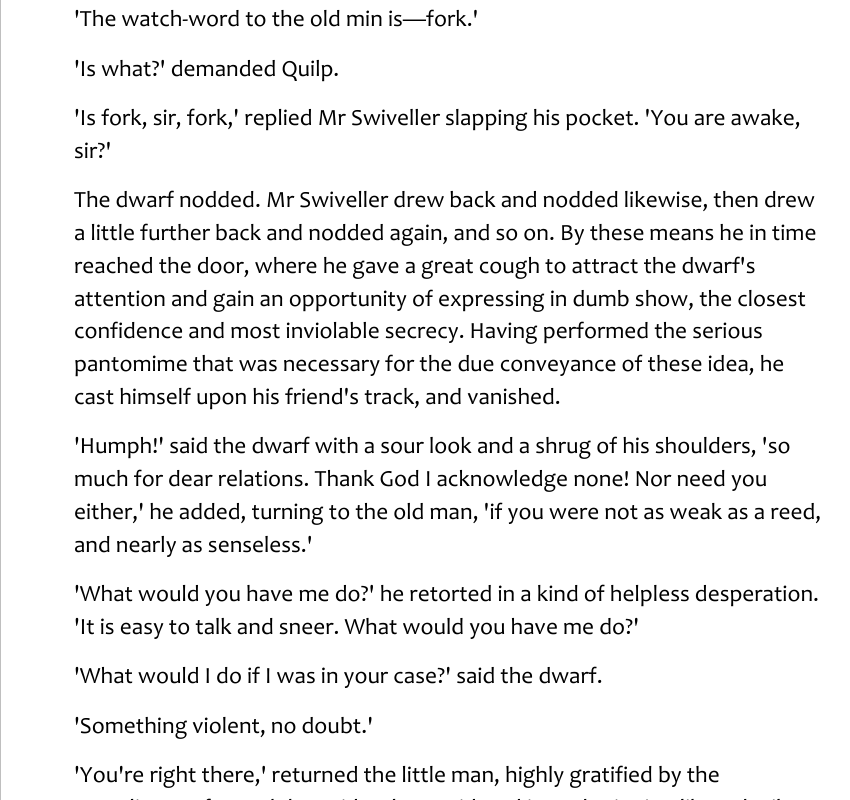 'The watch-word to the old min is—fork.'
'Is what?' demanded Quilp.
'Is fork, sir, fork,' replied Mr Swiveller slapping his pocket. 'You are awake,
sir?'
The dwarf nodded. Mr Swiveller drew back and nodded likewise, then drew
a little further back and nodded again, and so on. By these means he in time
reached the door, where he gave a great cough to attract the dwarf's
attention and gain an opportunity of expressing in dumb show, the closest
confidence and most inviolable secrecy. Having performed the serious
pantomime that was necessary for the due conveyance of these idea, he
cast himself upon his friend's track, and vanished.
'Humph!' said the dwarf with a sour look and a shrug of his shoulders, 'so
much for dear relations. Thank God I acknowledge none! Nor need you
either,' he added, turning to the old man, 'if you were not as weak as a reed,
and nearly as senseless.'
'What would you have me do?' he retorted in a kind of helpless desperation.
'It is easy to talk and sneer. What would you have me do?'
'What would I do if I was in your case?' said the dwarf.
'Something violent, no doubt.'
'You're right there,' returned the little man, highly gratified by the